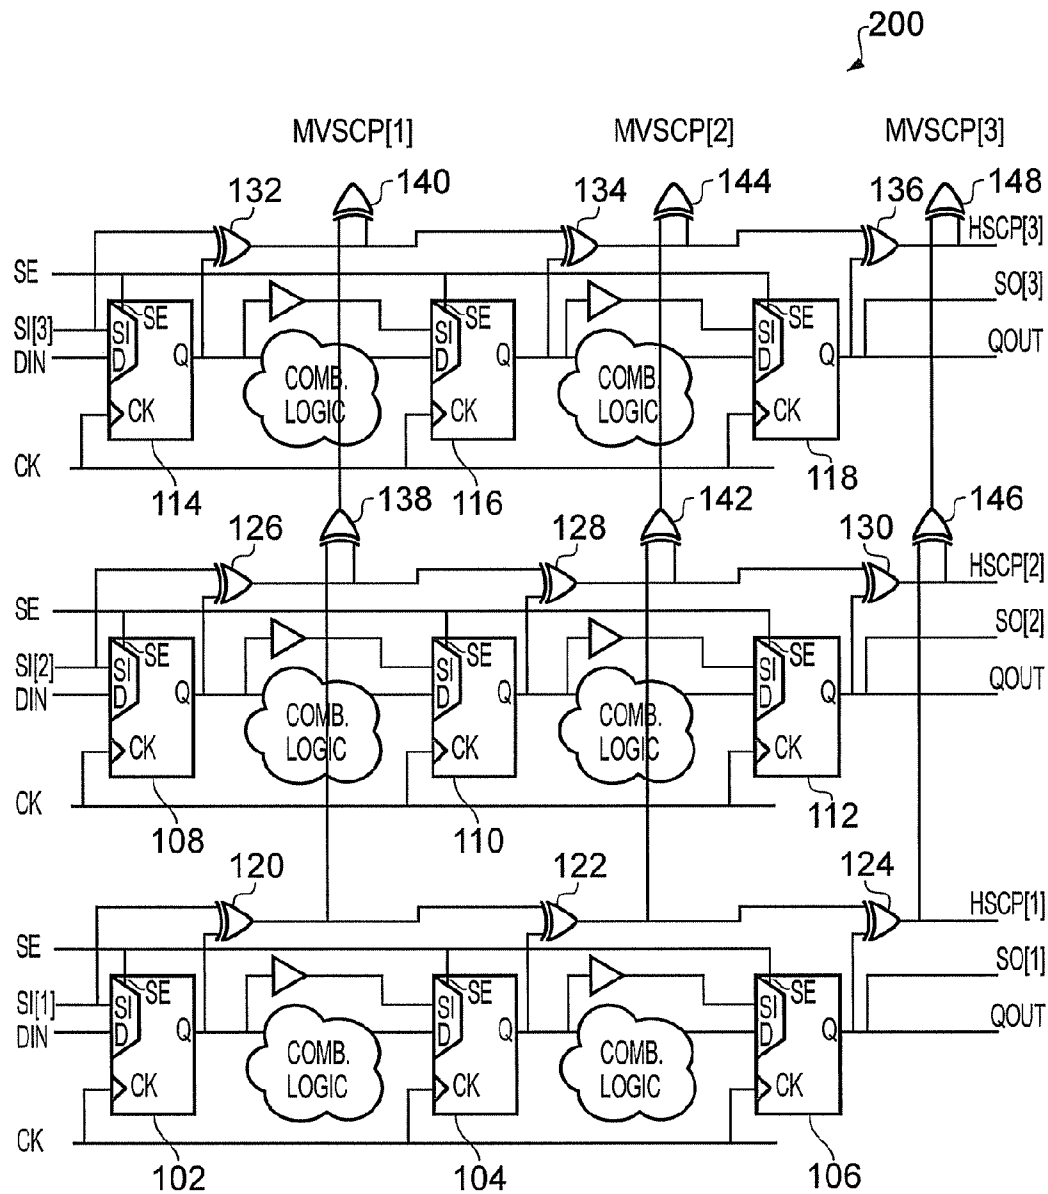 200
MVSCP[1] MVSCP[2] MVSCP[3]
132 140 134 144 136 148
HSCP[3]
SE
SO[3]
SI[3] SI SE SI SE SI SE
DIN D Q D Q D Q QOUT
COMB. LOGIC COMB. LOGIC
CK CK CK
CK
114 116 118
138 142 146
126 128 130
HSCP[2]
SE
SO[2]
SI[2] SI SE SI SE SI SE
DIN D Q D Q D Q QOUT
COMB. LOGIC COMB. LOGIC
CK CK CK
CK
108 110 112
120 122 124
HSCP[1]
SE
SO[1]
SI[1] SI SE SI SE SI SE
DIN D Q D Q D Q QOUT
COMB. LOGIC COMB. LOGIC
CK CK CK
CK
102 104 106